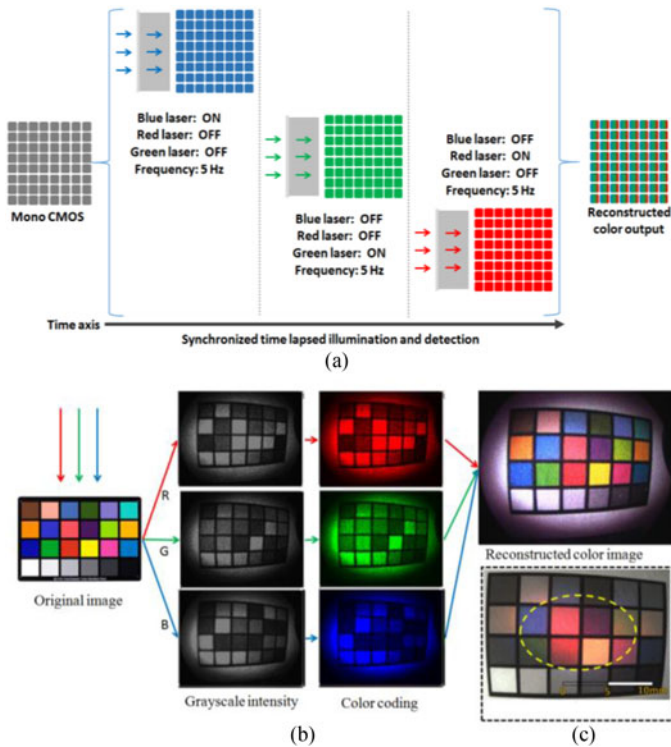 Blue laser: ON
Red laser: OFF
Green laser: OFF
Frequency: 5 Hz
Mono CMOS
Blue laser: OFF
Red laser: OFF
Green laser: ON
Frequency: 5 Hz
Blue laser: OFF
Red laser: ON
Green laser: OFF
Frequency: 5 Hz
Reconstructed
color output
Time axis
Synchronized time lapsed illumination and detection
(a)
R
G
B
Original image
Grayscale intensity
Color coding
Reconstructed color image
0 5 10mm
(b)
(c)